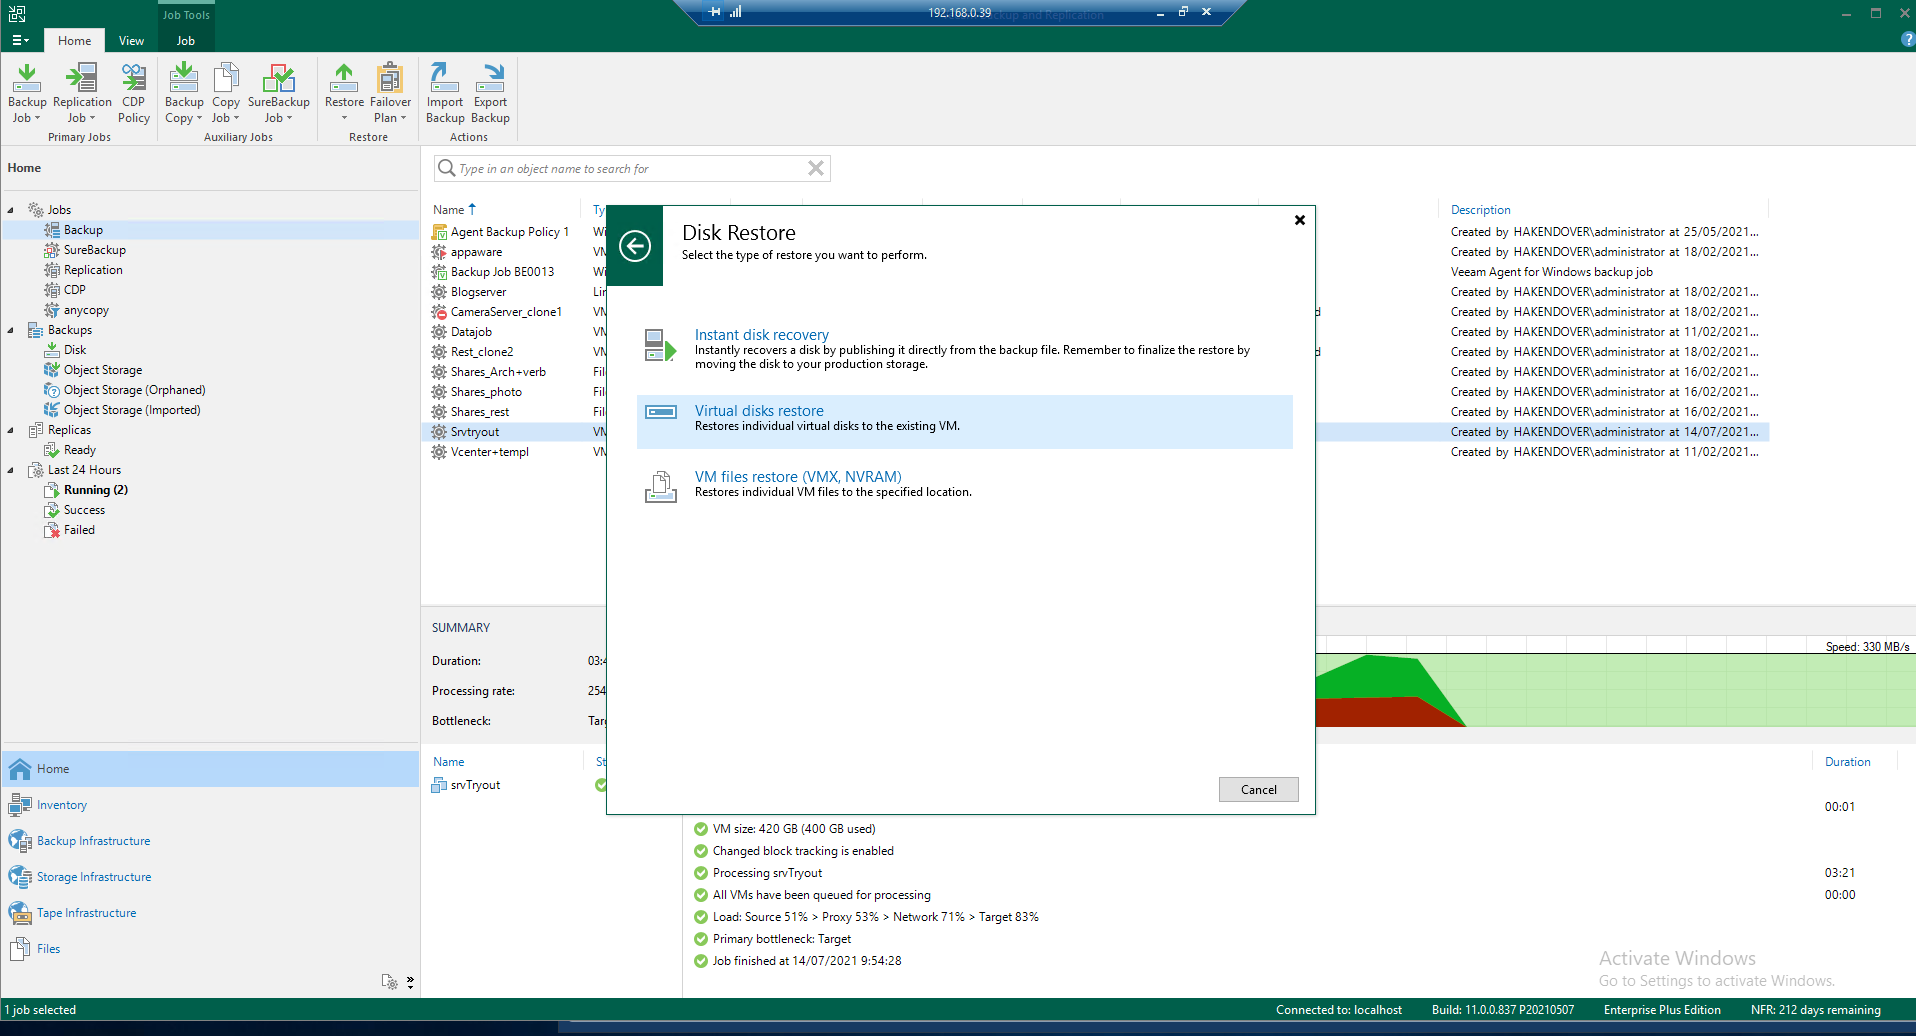 Job Tools
192.168.0.39
ckup and Replication
Home
View
Job
?
Backup Job
Replication Job
CDP Policy
Backup Copy
Copy Job
SureBackup Job
Restore
Failover Plan
Import Backup
Export Backup
Primary Jobs
Auxiliary Jobs
Restore
Actions
Home
Jobs
Backup
SureBackup
Replication
CDP
anycopy
Backups
Disk
Object Storage
Object Storage (Orphaned)
Object Storage (Imported)
Replicas
Ready
Last 24 Hours
Running (2)
Success
Failed
Home
Inventory
Backup Infrastructure
Storage Infrastructure
Tape Infrastructure
Files
Type in an object name to search for
Name Ty Description
Agent Backup Policy 1 Wi Created by HAKENDOVER\administrator at 25/05/2021...
appaware VM Created by HAKENDOVER\administrator at 18/02/2021...
Backup Job BE0013 Wi Veeam Agent for Windows backup job
Blogserver Lin Created by HAKENDOVER\administrator at 18/02/2021...
CameraServer_clone1 VM d Created by HAKENDOVER\administrator at 18/02/2021...
Datajob VM Created by HAKENDOVER\administrator at 11/02/2021...
Rest_clone2 VM d Created by HAKENDOVER\administrator at 18/02/2021...
Shares_Arch+verb Fil Created by HAKENDOVER\administrator at 16/02/2021...
Shares_photo Fil Created by HAKENDOVER\administrator at 16/02/2021...
Shares_rest Fil Created by HAKENDOVER\administrator at 16/02/2021...
Srvtryout VM Created by HAKENDOVER\administrator at 14/07/2021...
Vcenter+templ VM Created by HAKENDOVER\administrator at 11/02/2021...
Disk Restore
Select the type of restore you want to perform.
Instant disk recovery
Instantly recovers a disk by publishing it directly from the backup file. Remember to finalize the restore by
moving the disk to your production storage.
Virtual disks restore
Restores individual virtual disks to the existing VM.
VM files restore (VMX, NVRAM)
Restores individual VM files to the specified location.
Cancel
SUMMARY
Duration: 03:4
Processing rate: 254
Bottleneck: Tar
Speed: 330 MB/s
Name St Duration
srvTryout
00:01
VM size: 420 GB (400 GB used)
Changed block tracking is enabled
Processing srvTryout 03:21
All VMs have been queued for processing 00:00
Load: Source 51% > Proxy 53% > Network 71% > Target 83%
Primary bottleneck: Target
Job finished at 14/07/2021 9:54:28
Activate Windows
Go to Settings to activate Windows.
1 job selected
Connected to: localhost Build: 11.0.0.837 P20210507 Enterprise Plus Edition NFR: 212 days remaining